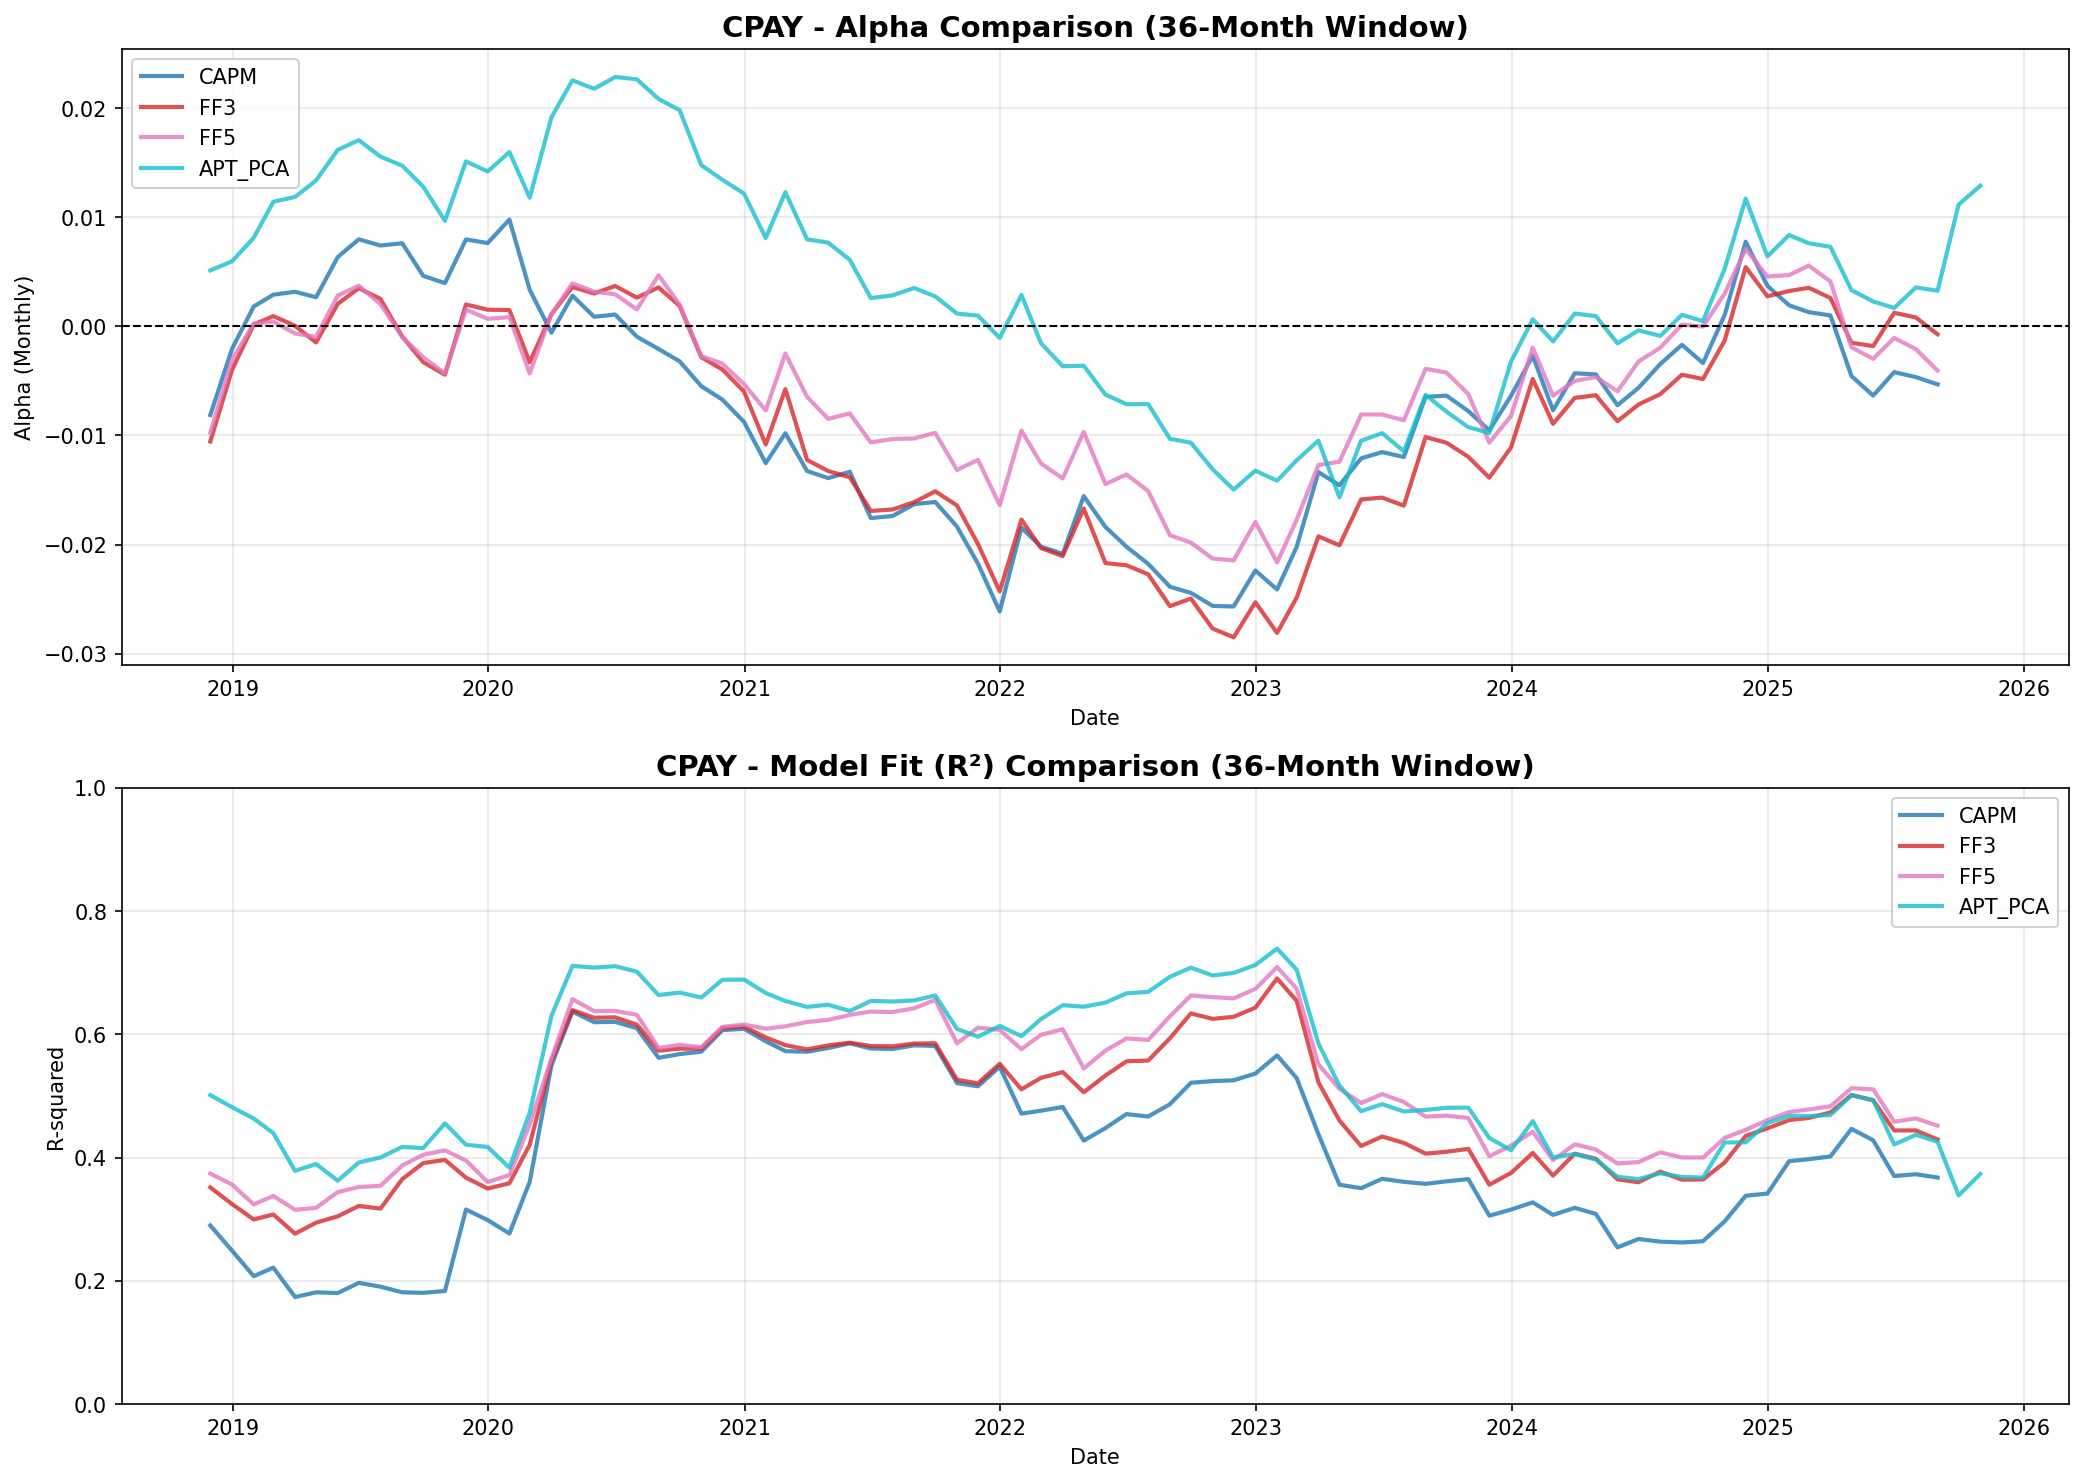 CPAY - Alpha Comparison (36-Month Window)
CAPM
FF3
FF5
APT_PCA
Alpha (Monthly)
0.02
0.01
0.00
−0.01
−0.02
−0.03
2019 2020 2021 2022 2023 2024 2025 2026
Date
CPAY - Model Fit (R²) Comparison (36-Month Window)
CAPM
FF3
FF5
APT_PCA
R-squared
1.0
0.8
0.6
0.4
0.2
0.0
2019 2020 2021 2022 2023 2024 2025 2026
Date